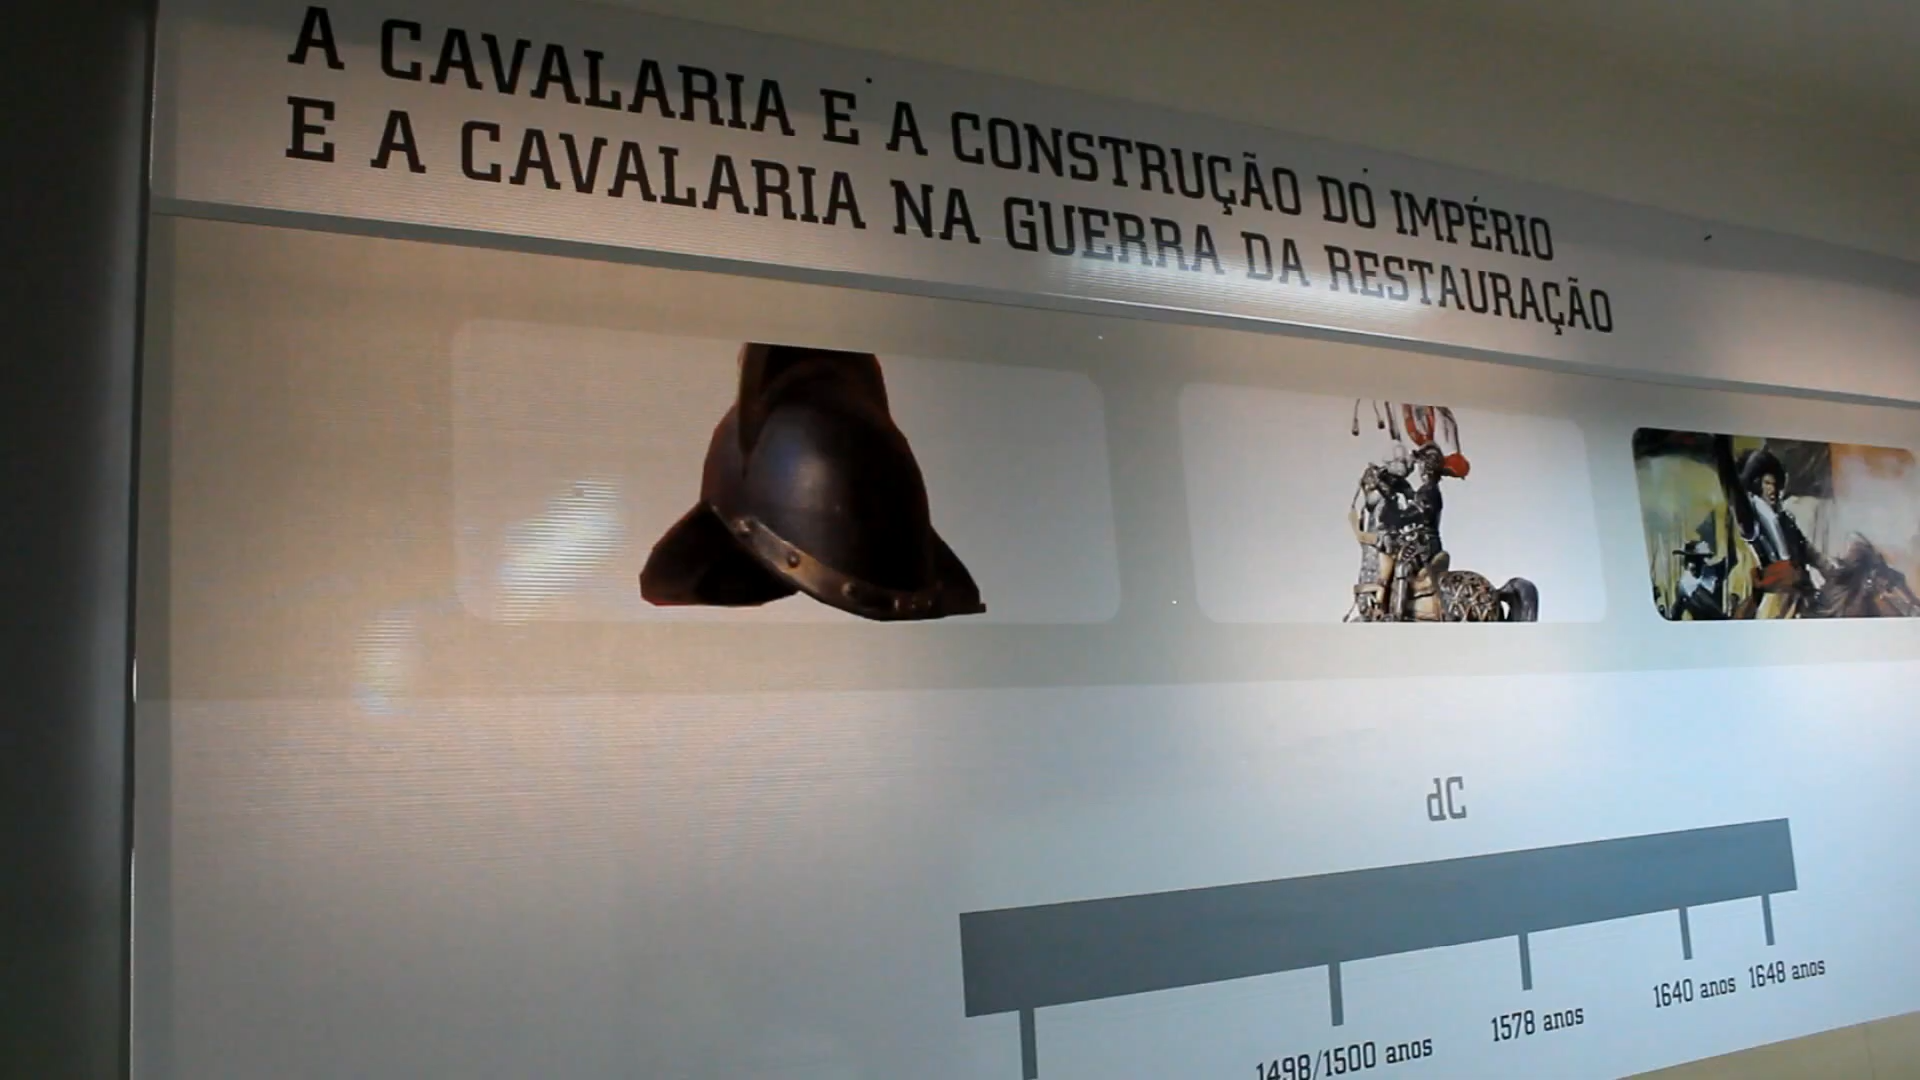 A CAVALARIA E A CONSTRUÇÃO DO IMPÉRIO
E A CAVALARIA NA GUERRA DA RESTAURAÇÃO
dC
1498/1500 anos
1578 anos
1640 anos
1648 anos